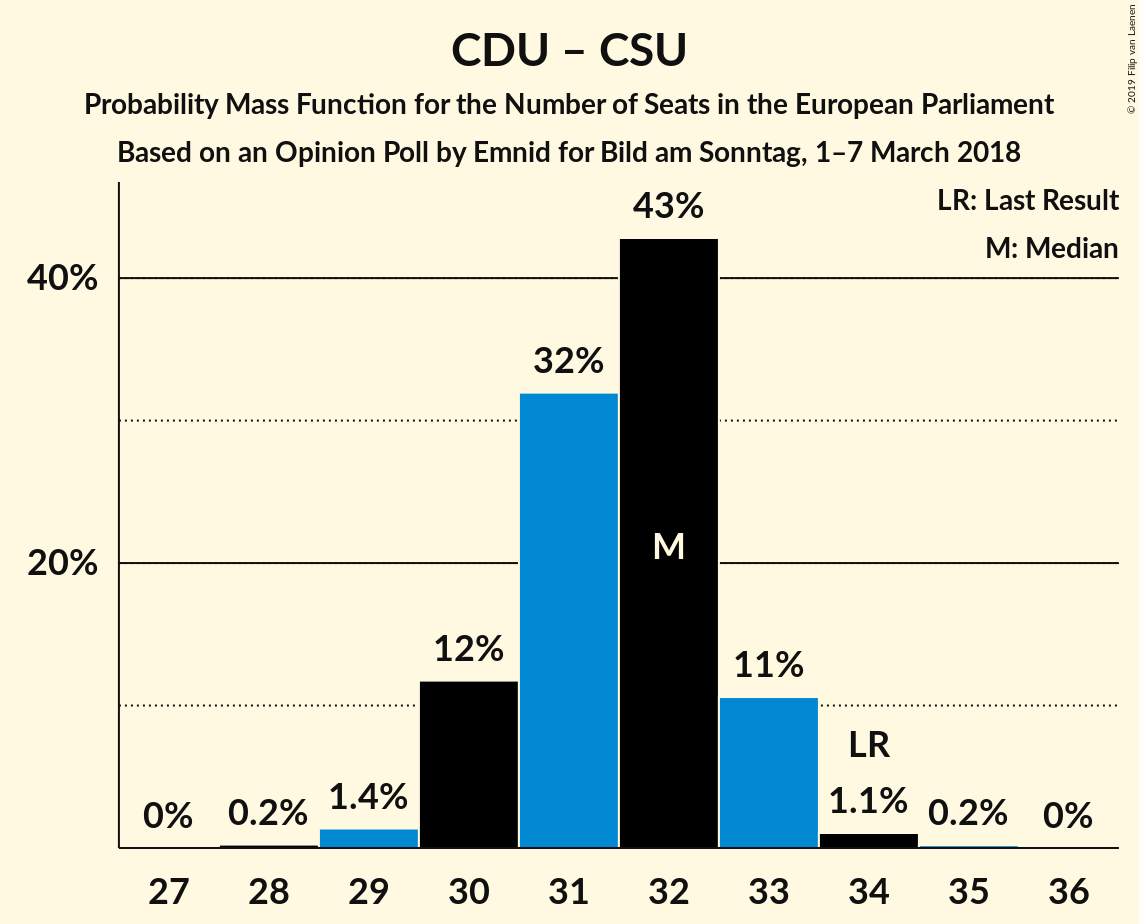 CDU – CSU
Probability Mass Function for the Number of Seats in the European Parliament
Based on an Opinion Poll by Emnid for Bild am Sonntag, 1–7 March 2018
© 2019 Filip van Laenen
LR: Last Result
M: Median
43%
40%
32%
M
20%
12%
11%
LR
0%
0.2%
1.4%
1.1%
0.2%
0%
27 28 29 30 31 32 33 34 35 36